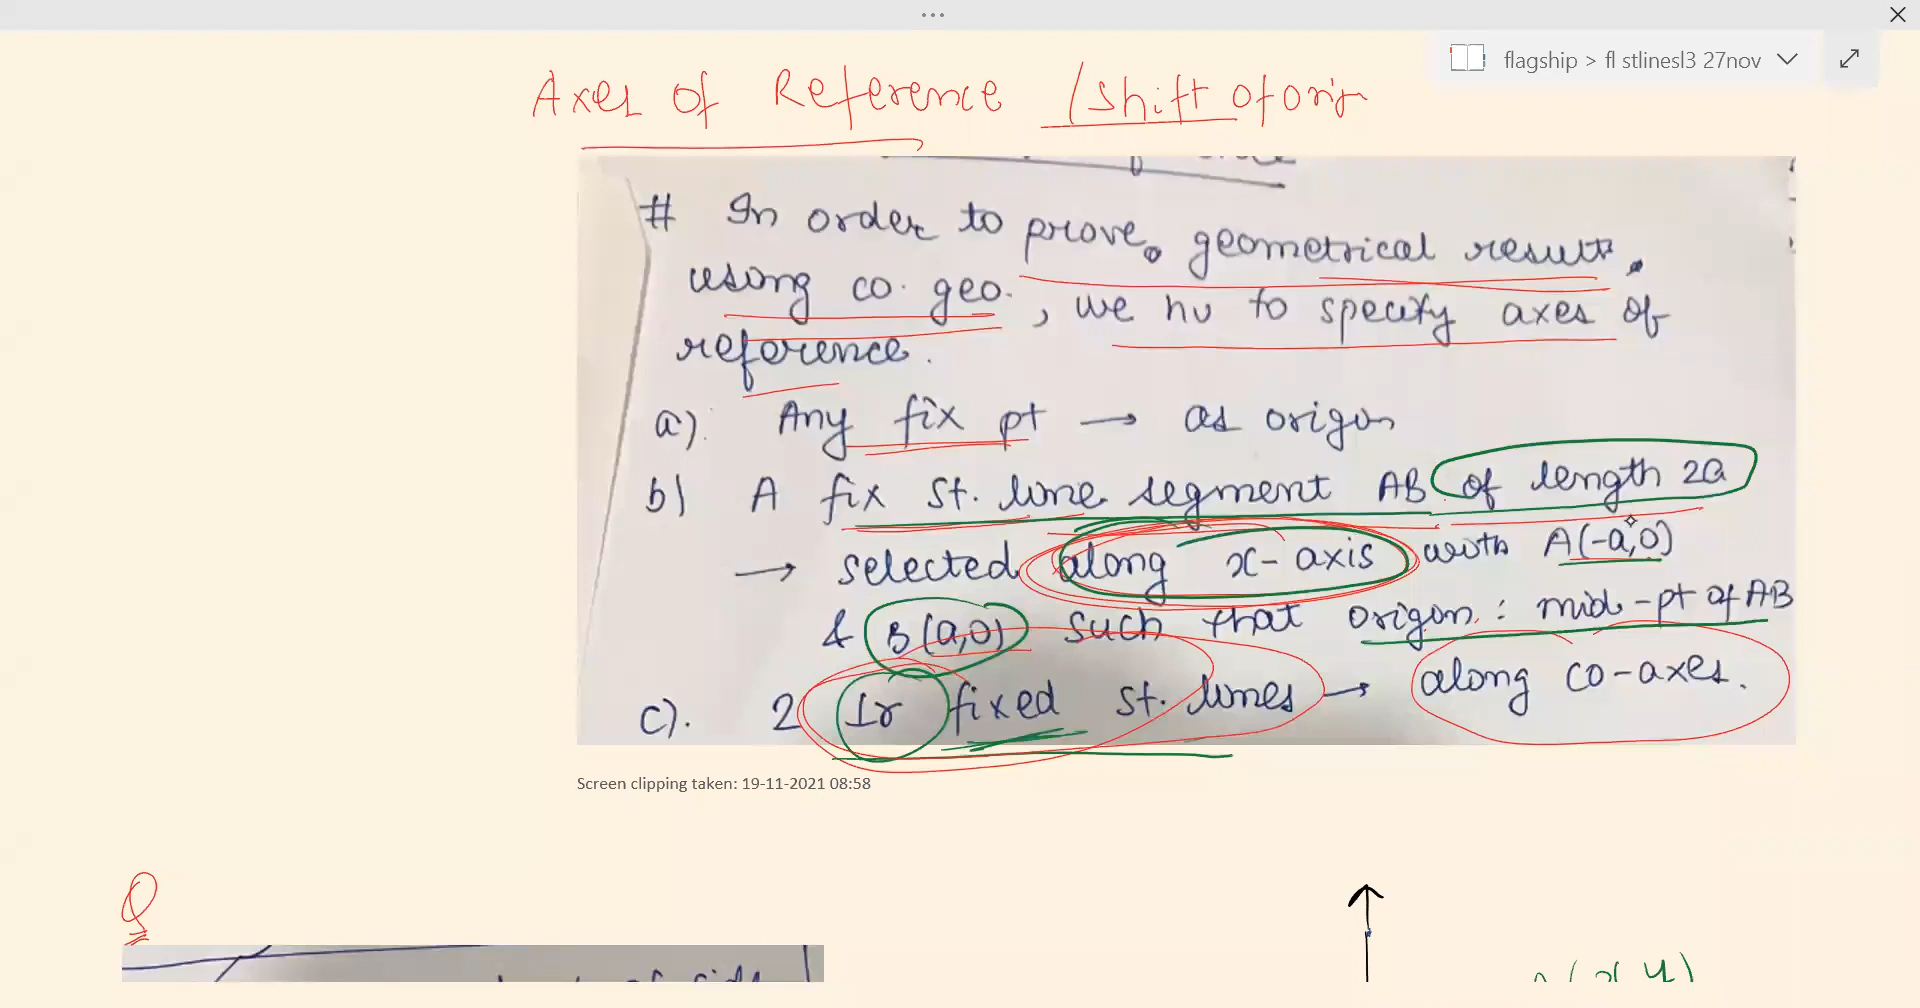 flagship > fl stlinesl3 27nov
Axes of Reference / Shift of orig
# In order to prove geometrical result,
using co. geo., we hv to specify axes of
reference.
a). Any fix pt → as origin
b) A fix st. line segment AB of length 2a
→ selected along x-axis with A(-a,0)
& B(a,0) such that origin : mid-pt of AB
c). 2 ⊥r fixed st. lines → along co-axes.
Screen clipping taken: 19-11-2021 08:58
Q
of side
(x y)